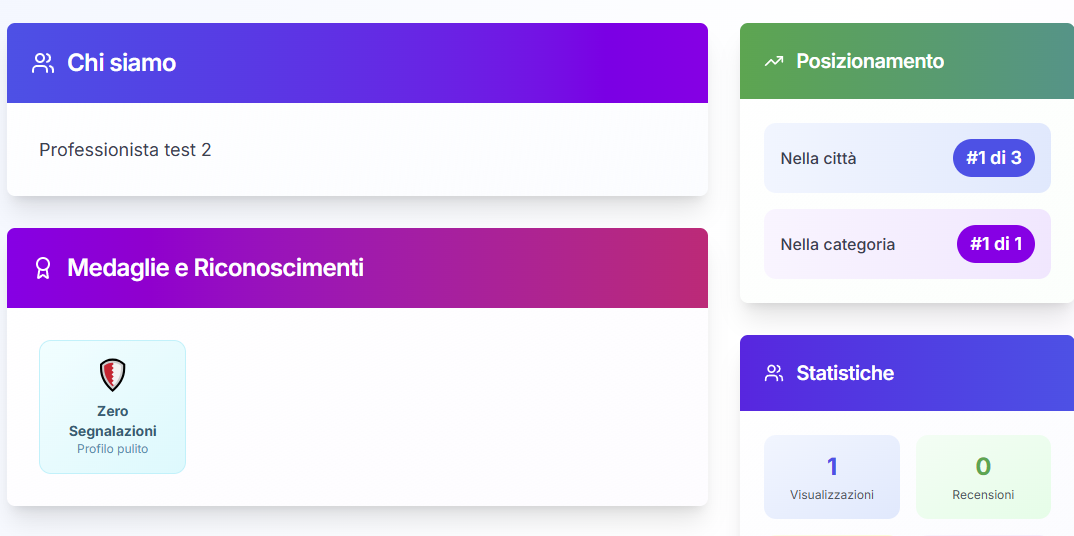 Chi siamo
Professionista test 2
Medaglie e Riconoscimenti
Zero
Segnalazioni
Profilo pulito
Posizionamento
Nella città
#1 di 3
Nella categoria
#1 di 1
Statistiche
1
Visualizzazioni
0
Recensioni